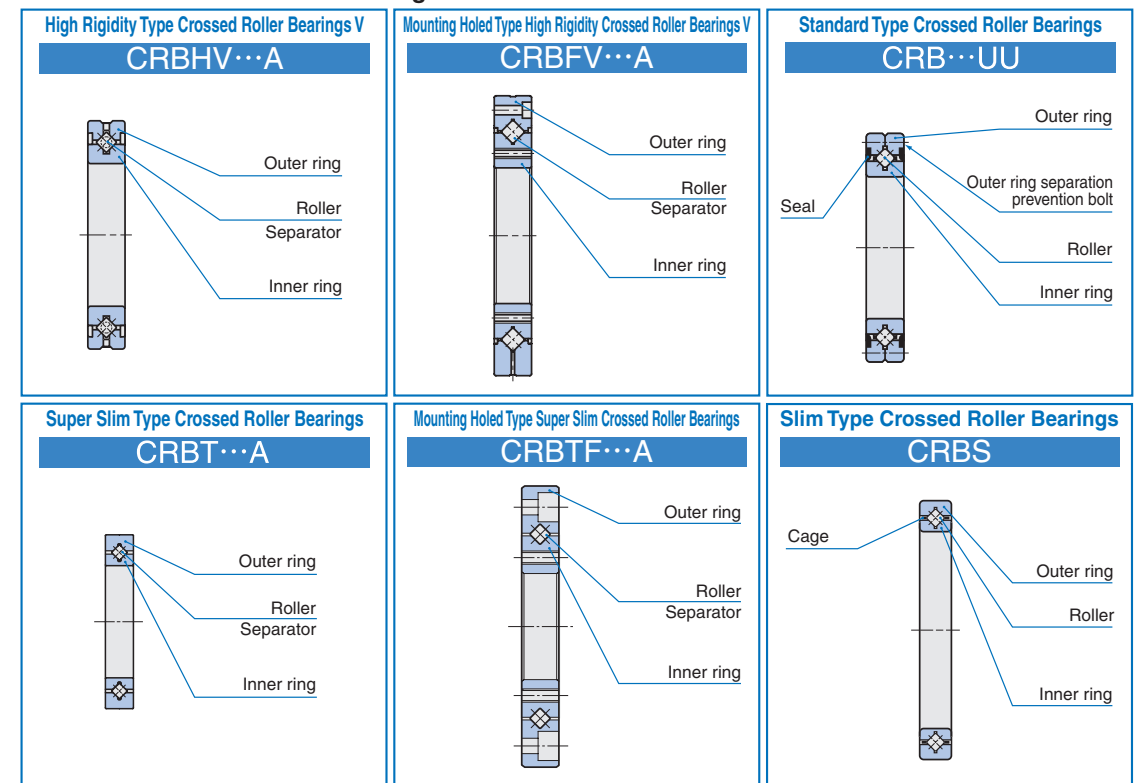 High Rigidity Type Crossed Roller Bearings V
CRBHV···A
Outer ring
Roller
Separator
Inner ring
Mounting Holed Type High Rigidity Crossed Roller Bearings V
CRBFV···A
Outer ring
Roller
Separator
Inner ring
Standard Type Crossed Roller Bearings
CRB···UU
Outer ring
Outer ring separation
prevention bolt
Seal
Roller
Inner ring
Super Slim Type Crossed Roller Bearings
CRBT···A
Outer ring
Roller
Separator
Inner ring
Mounting Holed Type Super Slim Crossed Roller Bearings
CRBTF···A
Outer ring
Roller
Separator
Inner ring
Slim Type Crossed Roller Bearings
CRBS
Cage
Outer ring
Roller
Inner ring